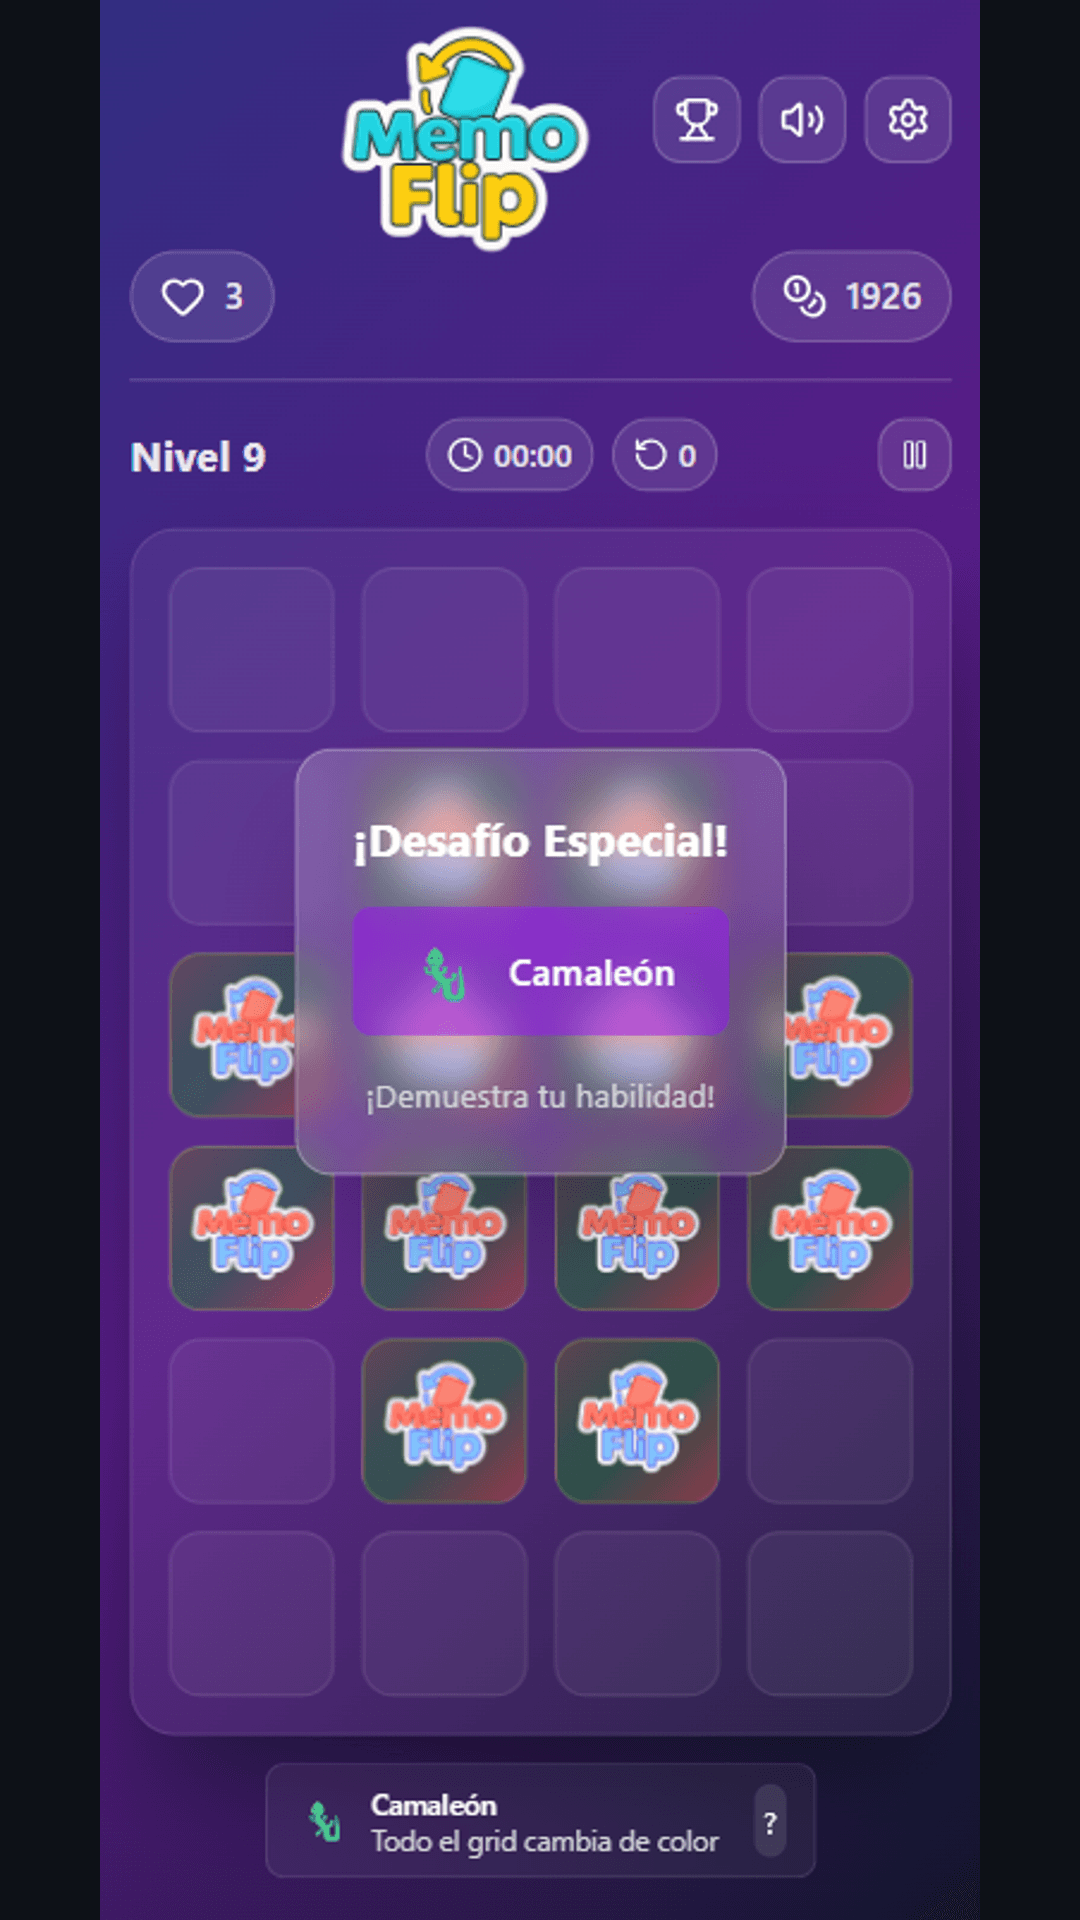 Memo
Flip
3
1926
Nivel 9
00:00
0
¡Desafío Especial!
Camaleón
¡Demuestra tu habilidad!
Memo
Flip
Memo
Flip
Memo
Flip
Memo
Flip
Memo
Flip
Memo
Flip
Memo
Flip
Memo
Flip
Camaleón
Todo el grid cambia de color
?